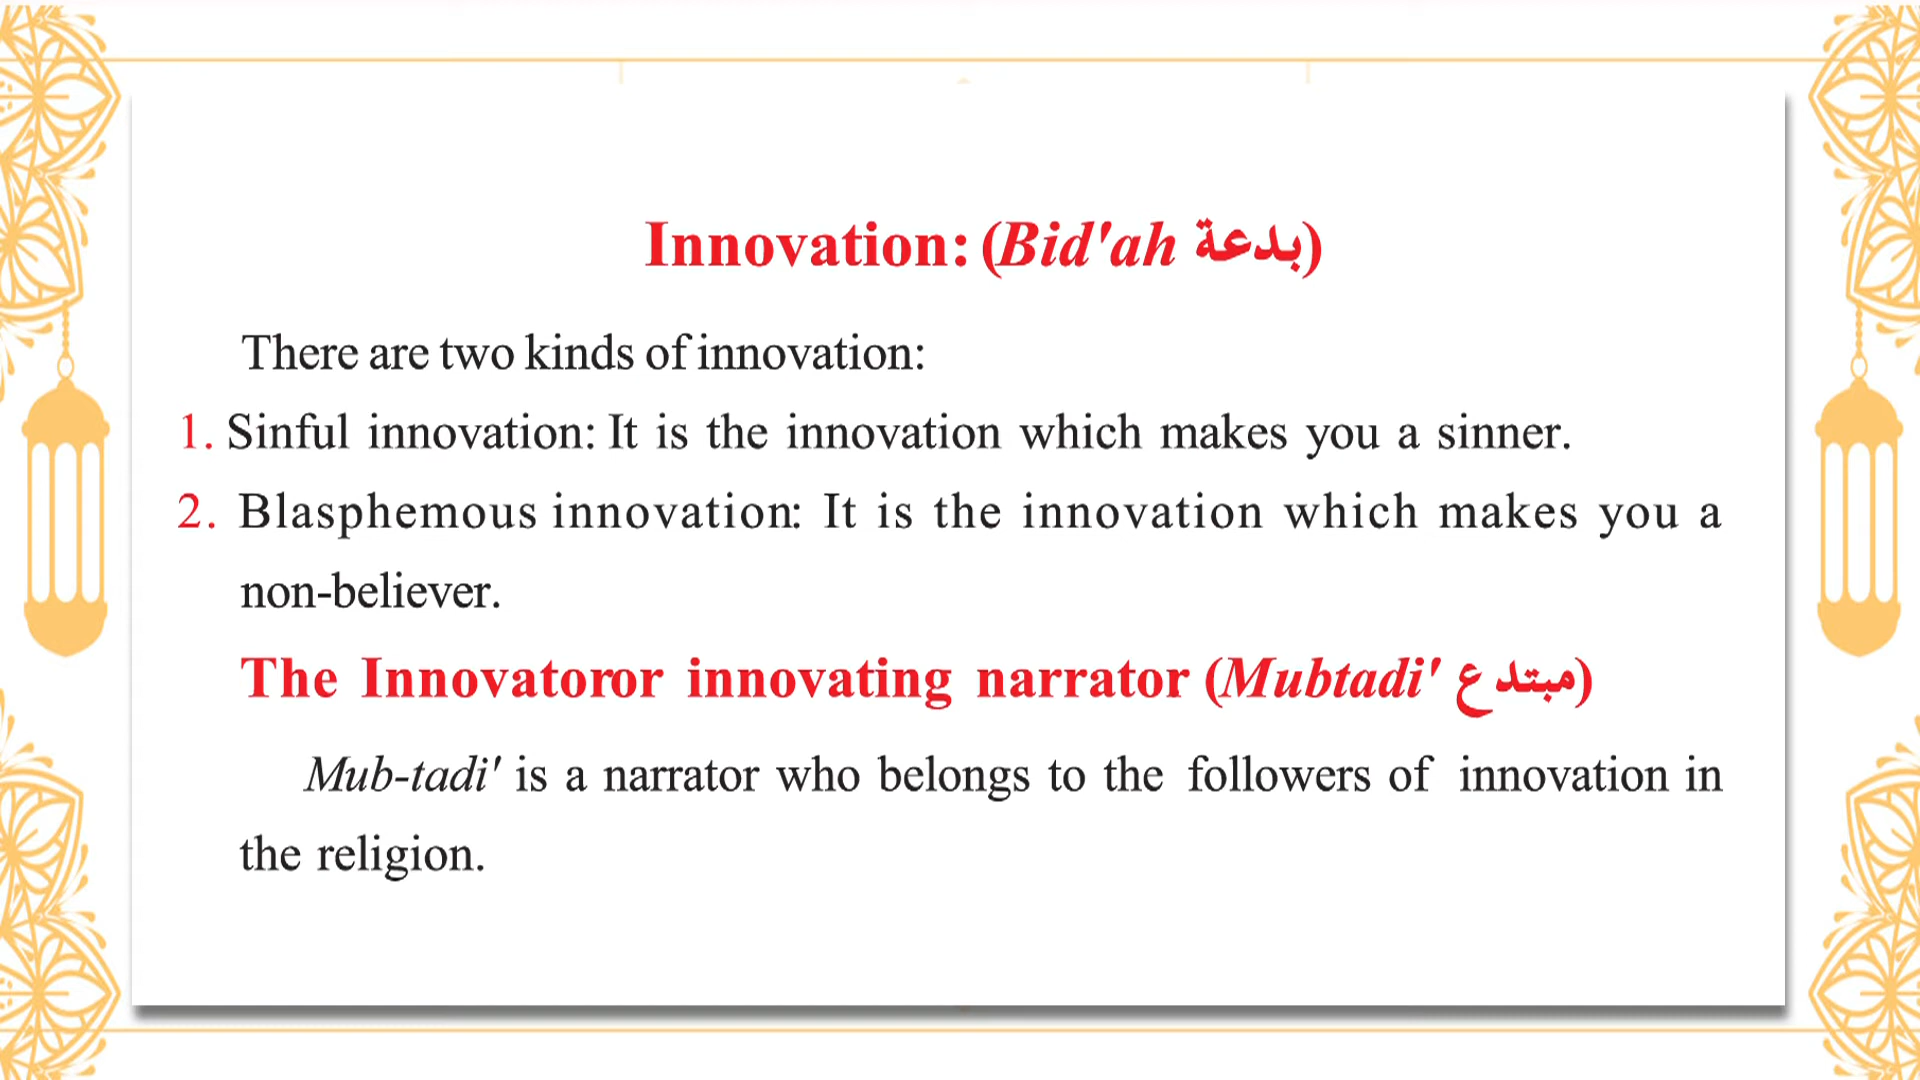 Innovation: (Bid'ah بدعة)
There are two kinds of innovation:
1. Sinful innovation: It is the innovation which makes you a sinner.
2. Blasphemous innovation: It is the innovation which makes you a
non-believer.
The Innovatoror innovating narrator (Mubtadi' مبتدع)
Mub-tadi' is a narrator who belongs to the followers of innovation in
the religion.